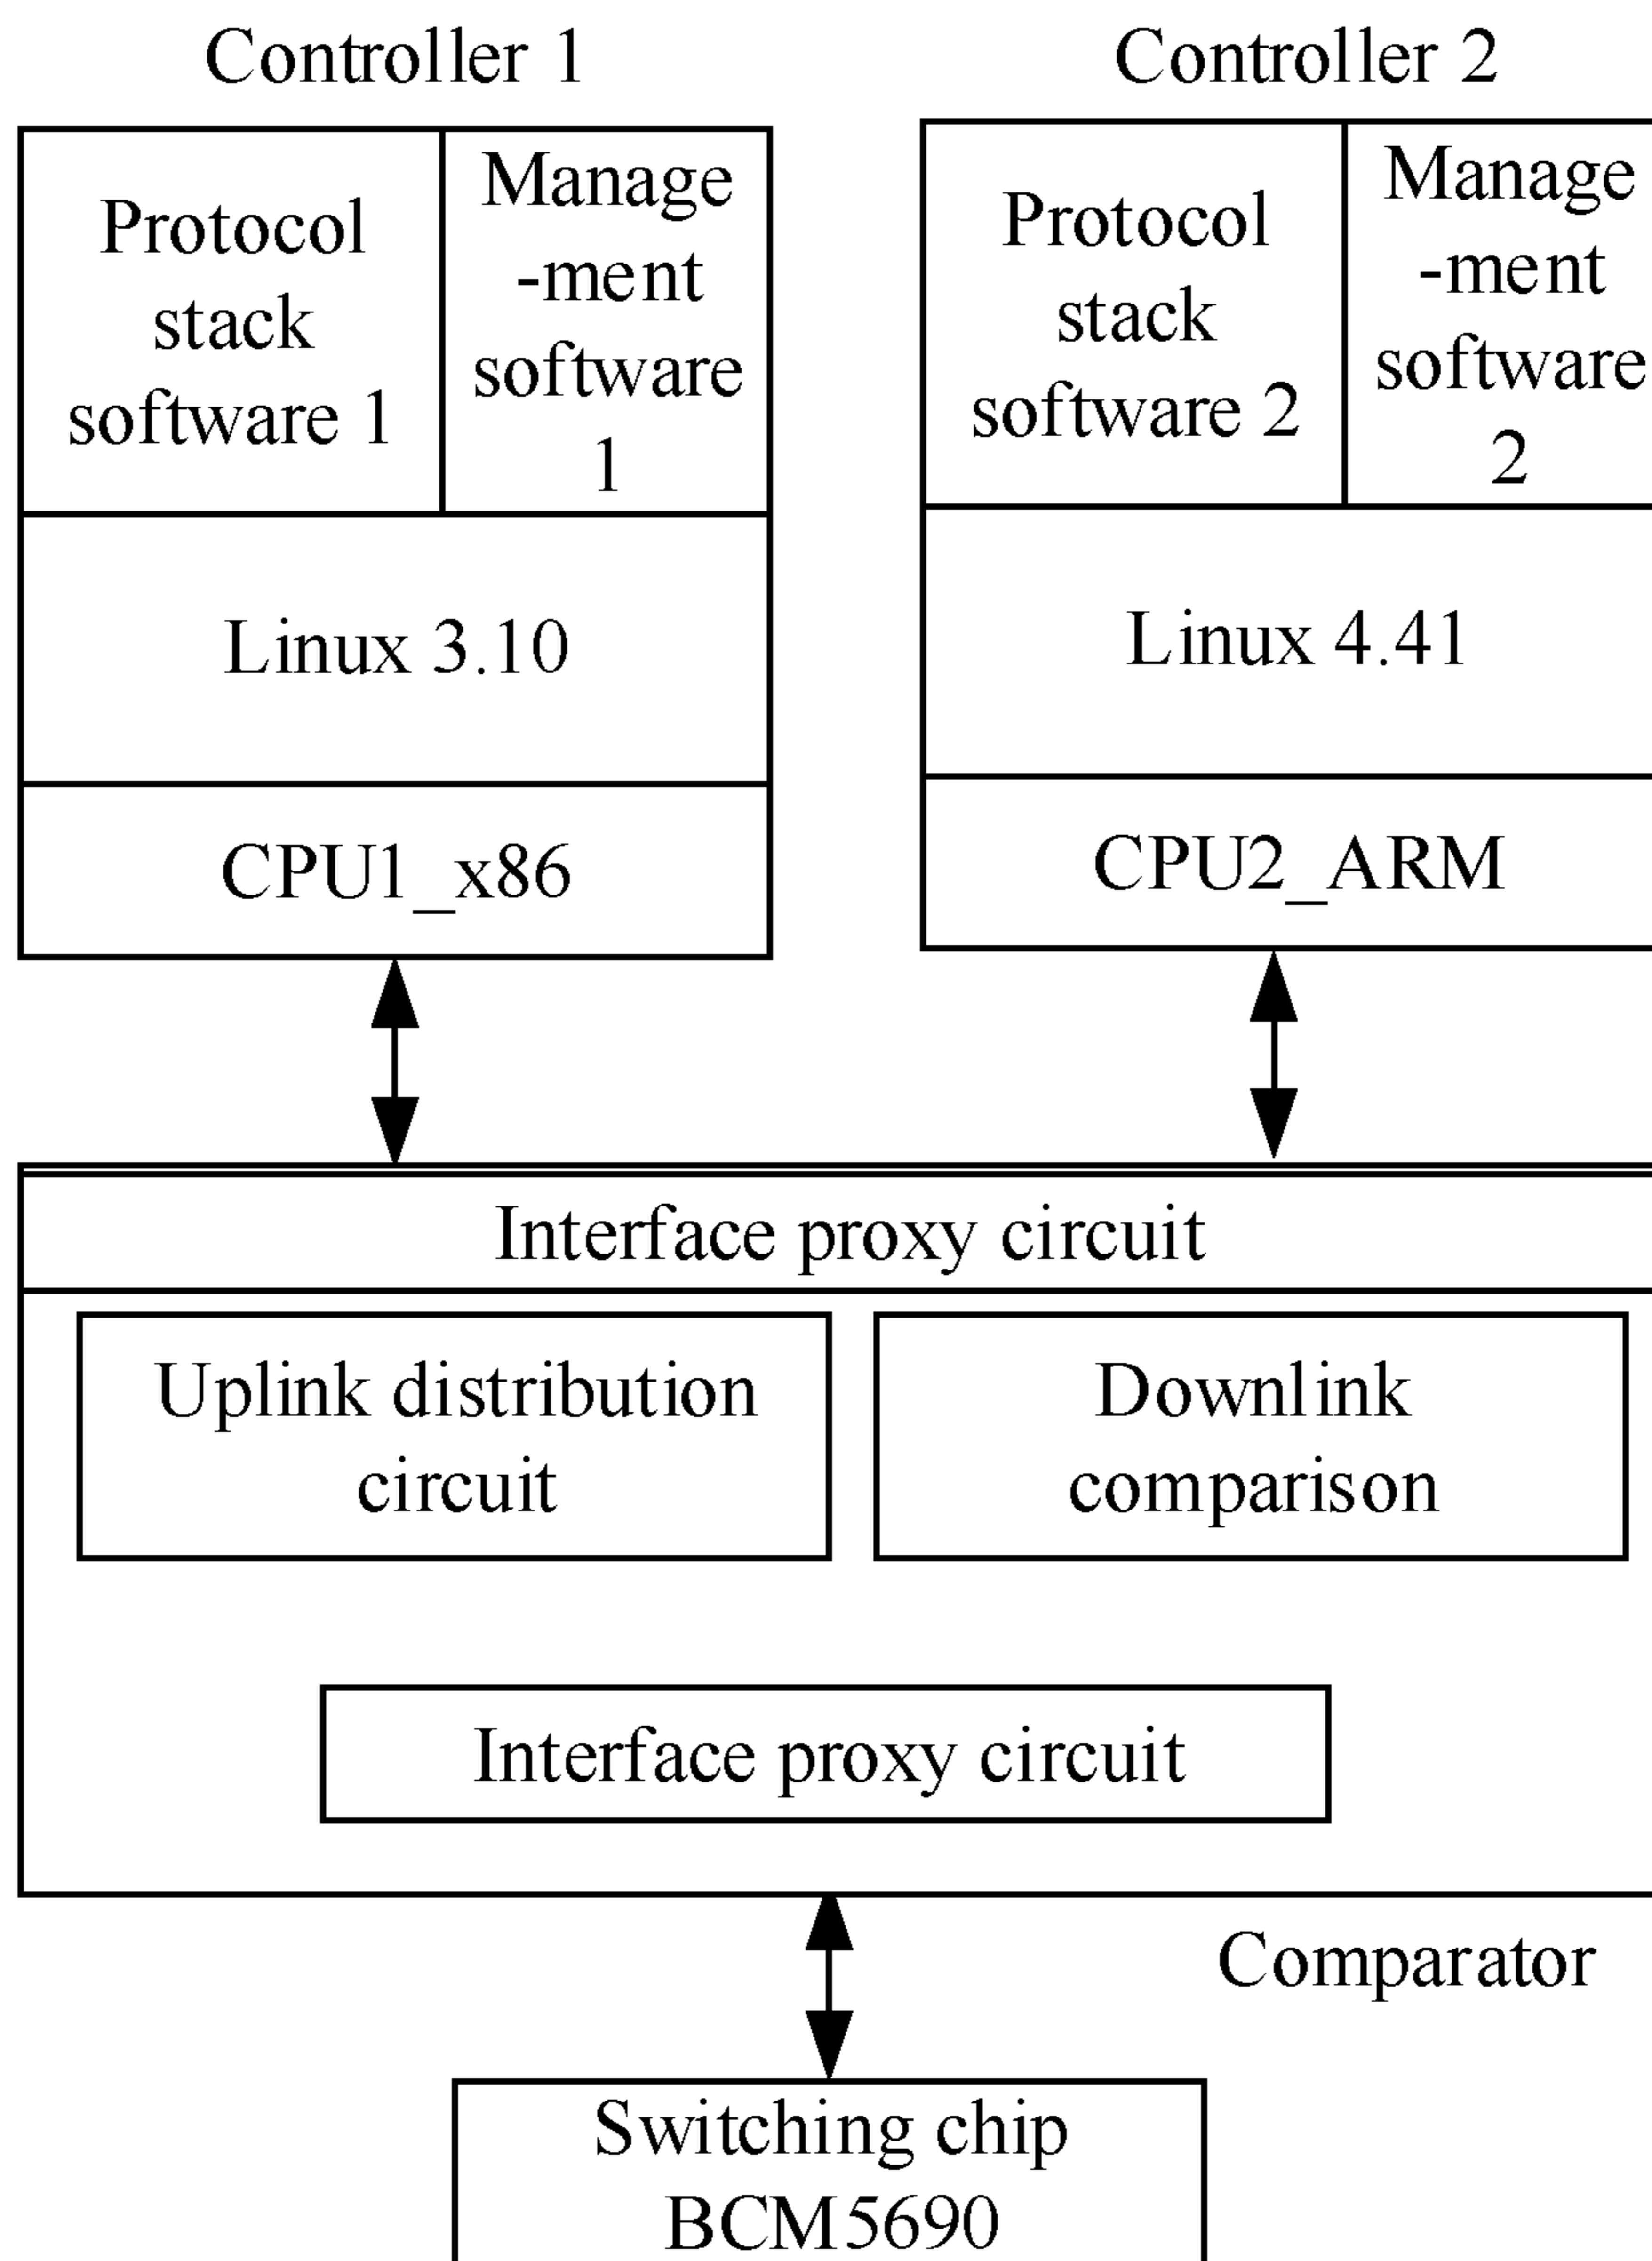 Controller 1
Controller 2
Protocol
stack
software 1
Manage
-ment
software
1
Protocol
stack
software 2
Manage
-ment
software
2
Linux 3.10
Linux 4.41
CPU1_x86
CPU2_ARM
Interface proxy circuit
Uplink distribution
circuit
Downlink
comparison
Interface proxy circuit
Comparator
Switching chip
BCM5690